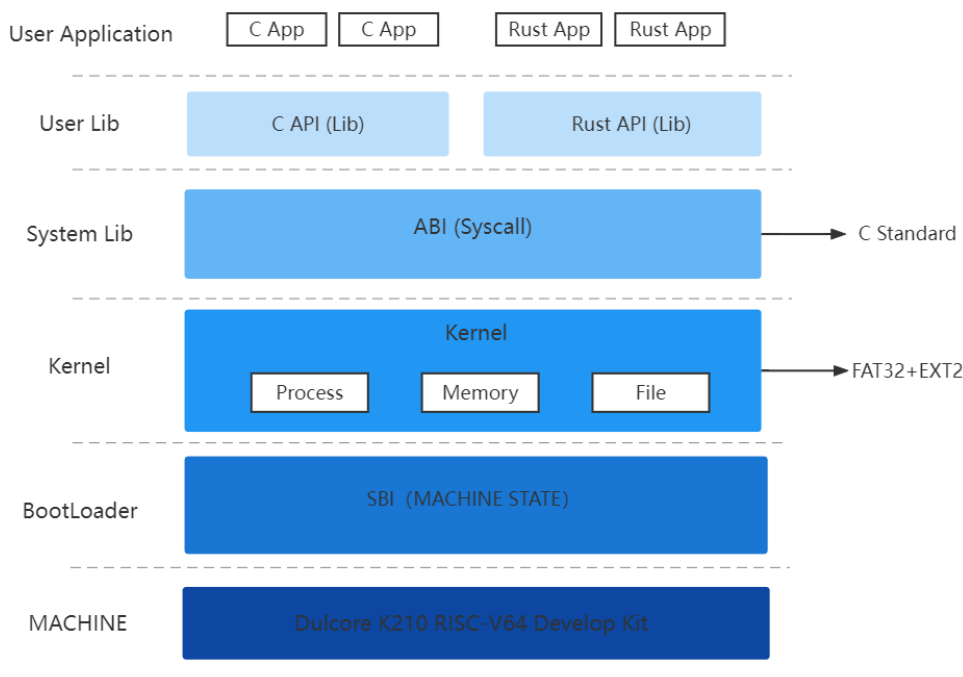 User Application
C App
C App
Rust App
Rust App
User Lib
C API (Lib)
Rust API (Lib)
System Lib
ABI (Syscall)
C Standard
Kernel
Kernel
Process
Memory
File
FAT32+EXT2
BootLoader
SBI (MACHINE STATE)
MACHINE
Dulcore K210 RISC-V64 Develop Kit